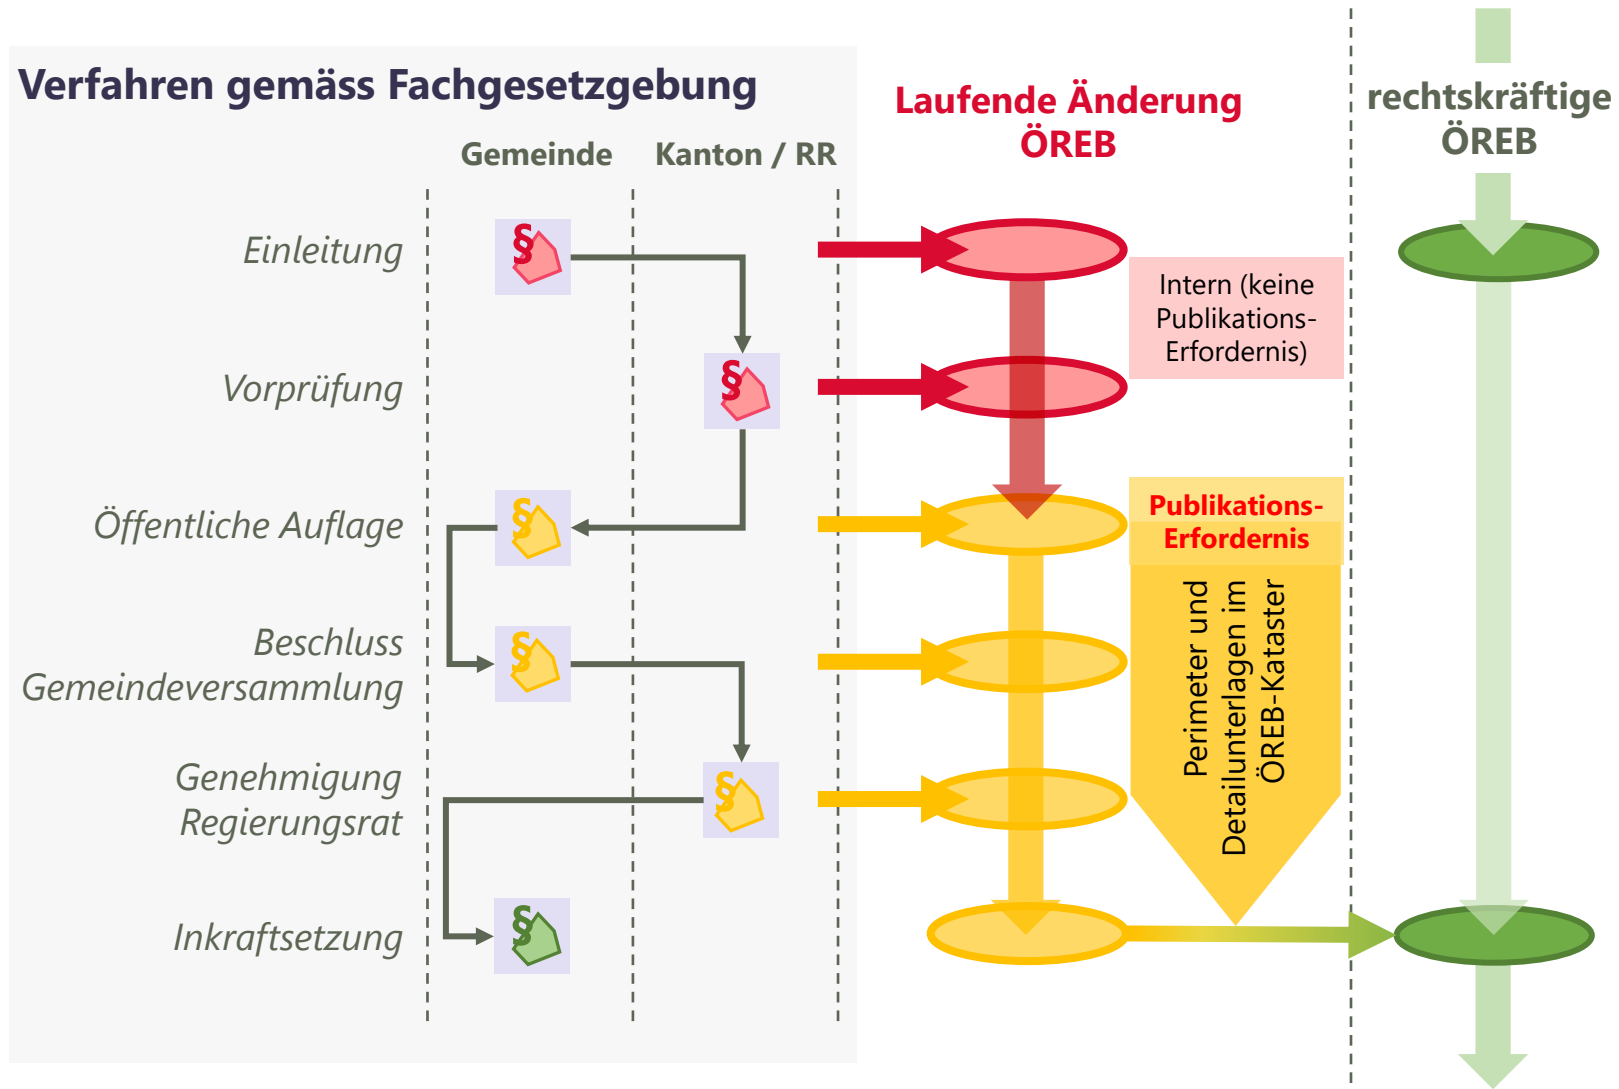 Verfahren gemäss Fachgesetzgebung
Gemeinde
Kanton / RR
Laufende Änderung
ÖREB
rechtskräftige
ÖREB
Einleitung
§
Intern (keine
Publikations-
Erfordernis)
Vorprüfung
§
Öffentliche Auflage
§
Publikations-
Erfordernis
Perimeter und
Detailunterlagen im
ÖREB-Kataster
Beschluss
Gemeindeversammlung
§
Genehmigung
Regierungsrat
§
Inkraftsetzung
§